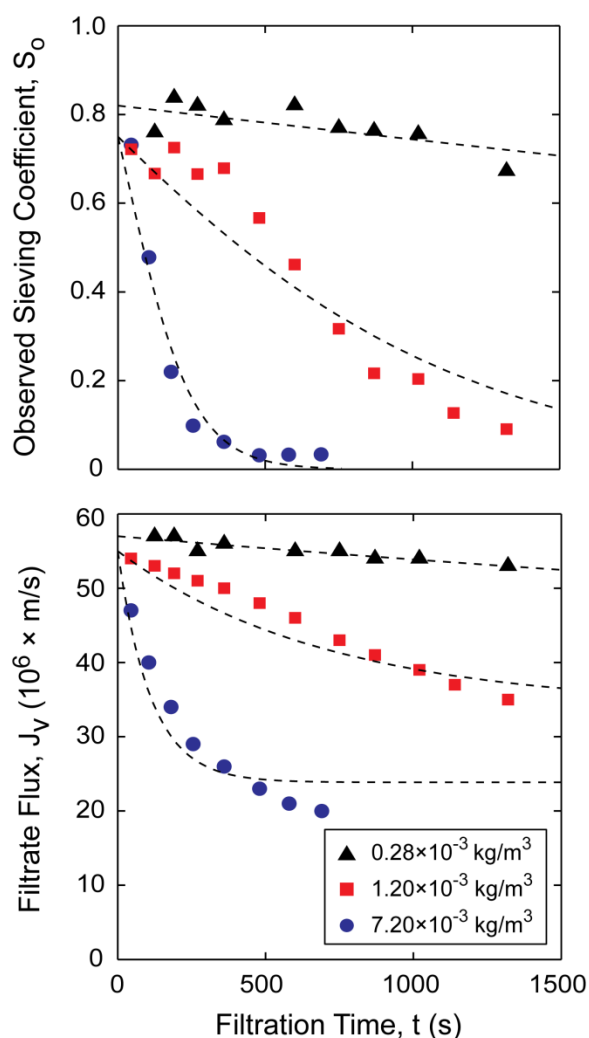 Observed Sieving Coefficient, Sₒ
1.0
0.8
0.6
0.4
0.2
0
Filtrate Flux, Jᵥ (10⁶ × m/s)
60
50
40
30
20
10
0
0.28×10⁻³ kg/m³
1.20×10⁻³ kg/m³
7.20×10⁻³ kg/m³
0 500 1000 1500
Filtration Time, t (s)